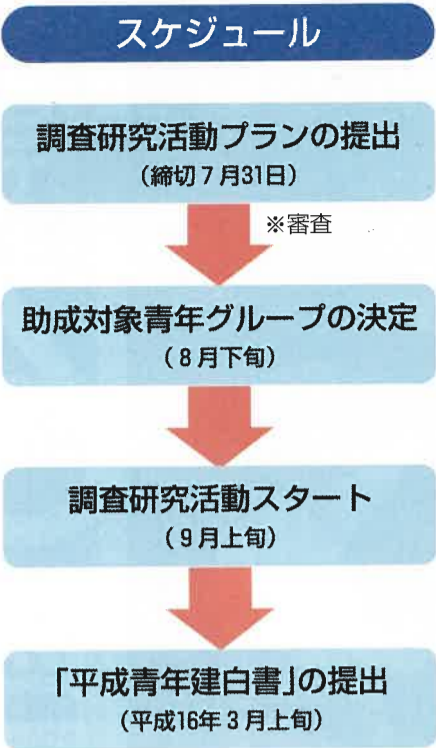 スケジュール
調査研究活動プランの提出
（締切７月31日）
※審査
助成対象青年グループの決定
（８月下旬）
調査研究活動スタート
（９月上旬）
「平成青年建白書」の提出
（平成16年３月上旬）